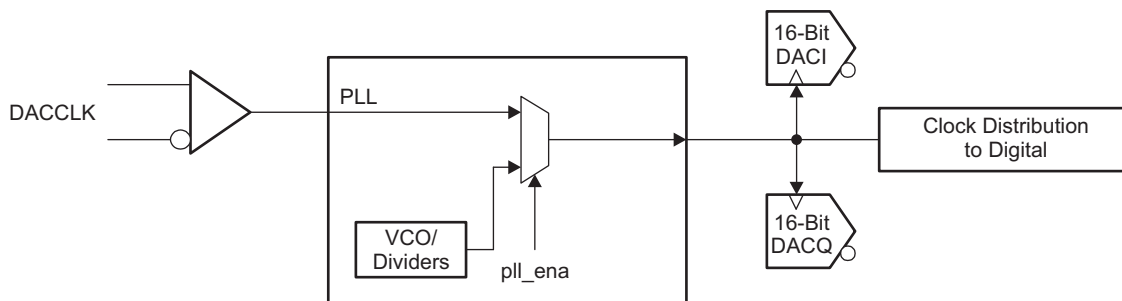 DACCLK
PLL
VCO/
Dividers
pll_ena
16-Bit
DACI
Clock Distribution
to Digital
16-Bit
DACQ